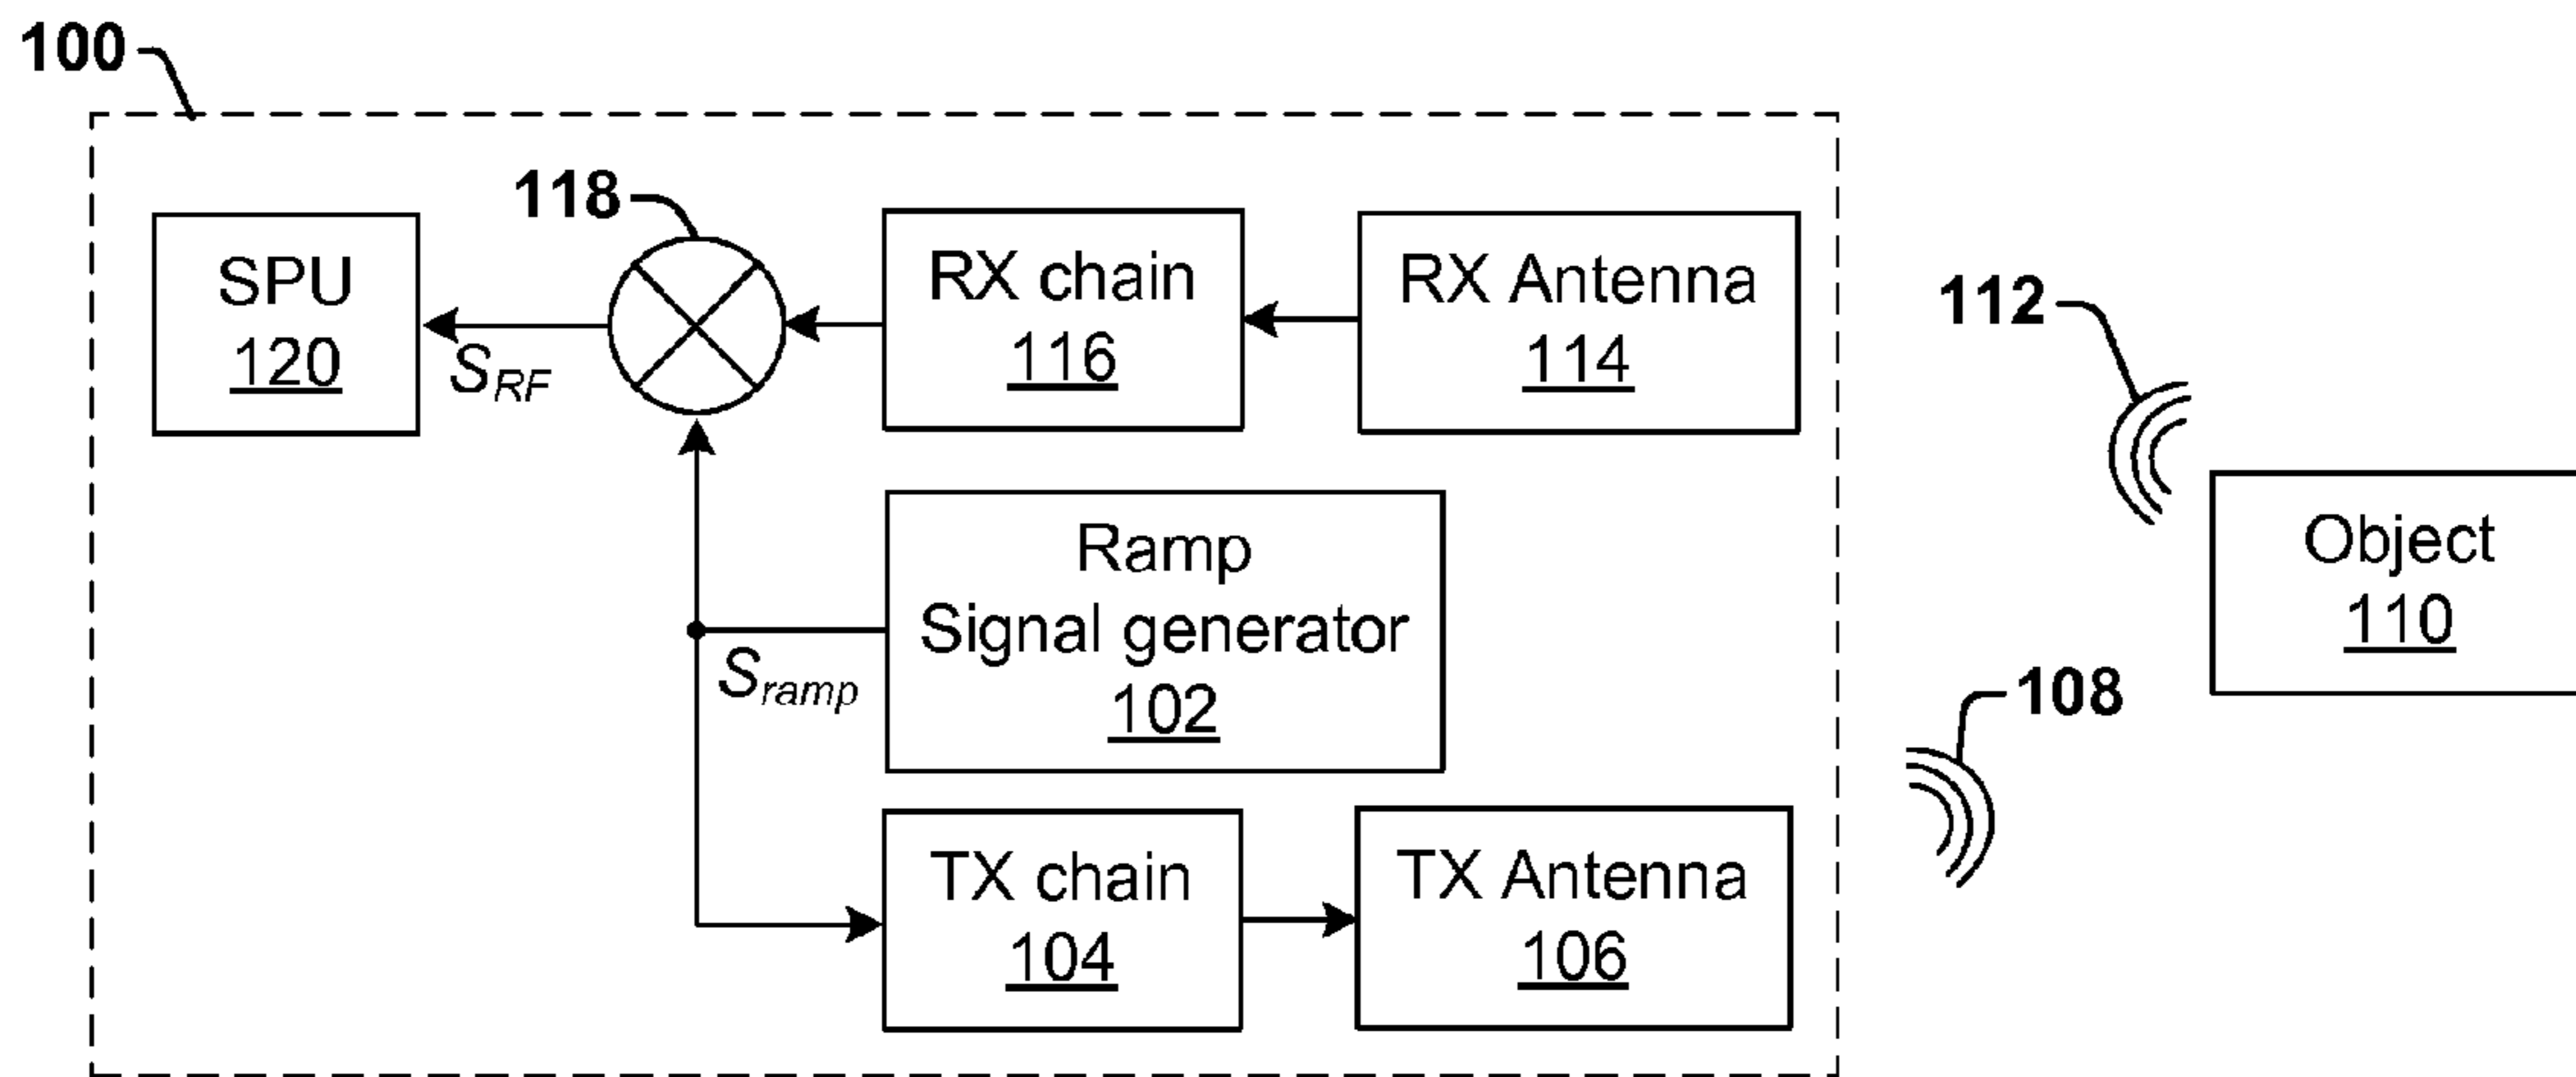 100
118
SPU
120
S_RF
RX chain
116
RX Antenna
114
112
Ramp
Signal generator
102
S_ramp
Object
110
108
TX chain
104
TX Antenna
106